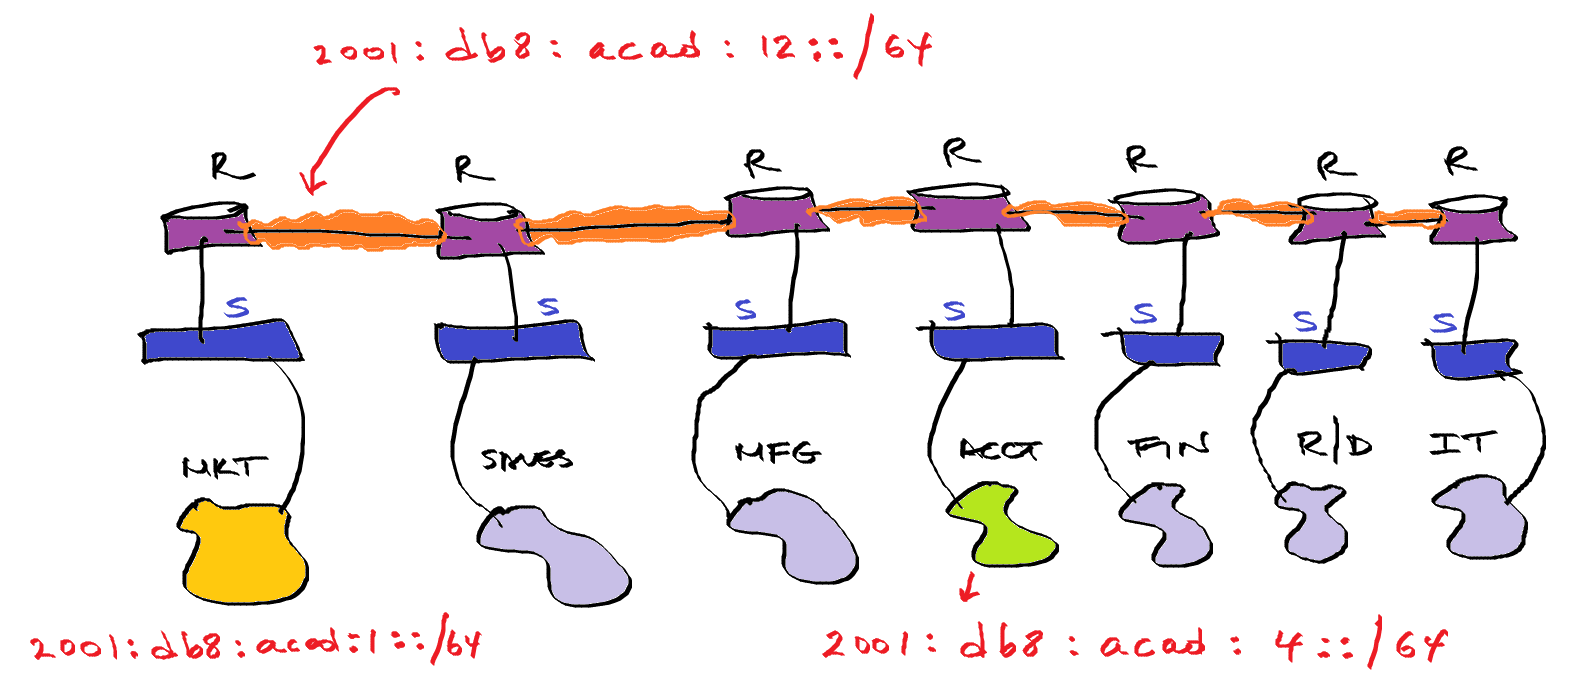 2001:db8:acad:12::/64
R R R R R R R
S S S S S S S
MKT SALES MFG ACCT FIN R/D IT
2001:db8:acad:1::/64 2001:db8:acad:4::/64